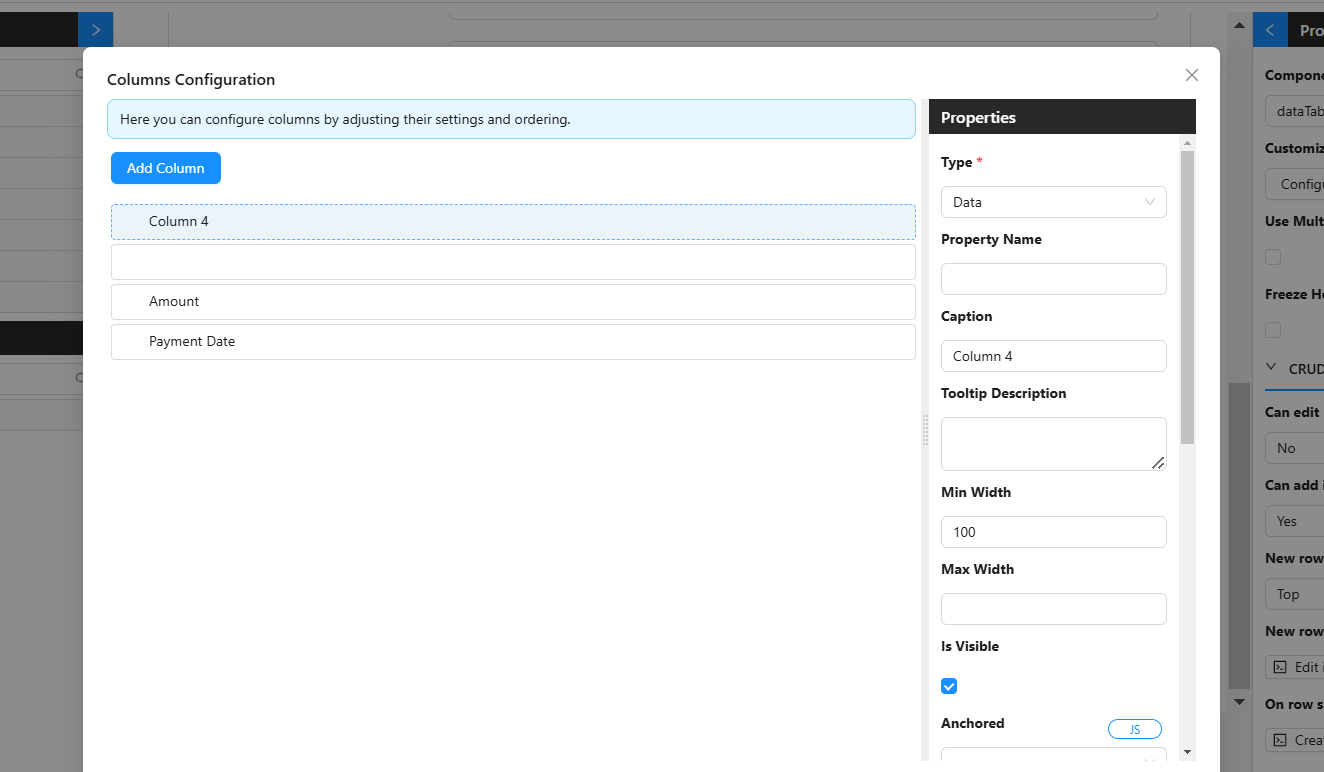 Columns Configuration
Here you can configure columns by adjusting their settings and ordering.
Add Column
Column 4
Amount
Payment Date
Properties
Type *
Data
Property Name
Caption
Column 4
Tooltip Description
Min Width
100
Max Width
Is Visible
Anchored
JS
Pro
Compone
dataTab
Customiz
Config
Use Mult
Freeze He
CRUD
Can edit
No
Can add i
Yes
New row
Top
New row
Edit i
On row s
Crea